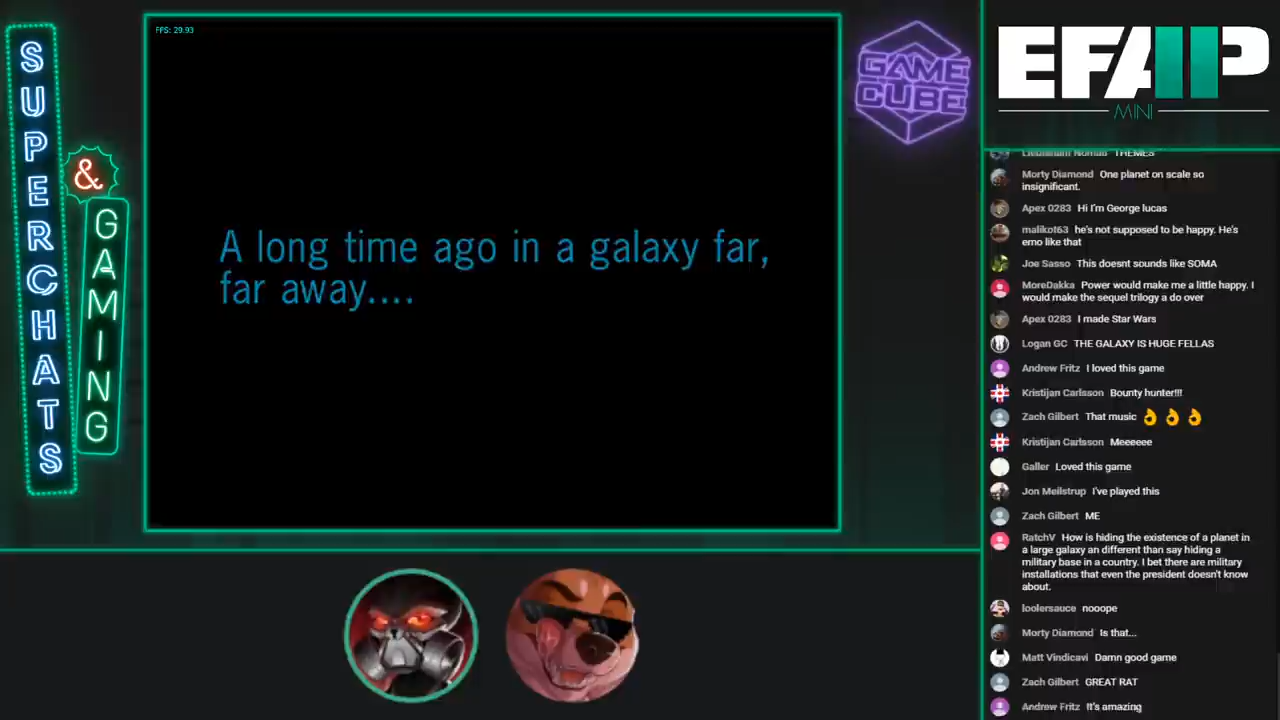 FPS: 29.93
SUPERCHATS
&
GAMING
A long time ago in a galaxy far,
far away....
GAME
CUBE
EFAP
MINI
Lieutenant Nomad THEMES
Morty Diamond One planet on scale so
insignificant.
Apex 0283 Hi I'm George lucas
malikot63 he's not supposed to be happy. He's
emo like that
Joe Sasso This doesnt sounds like SOMA
MoreDakka Power would make me a little happy. I
would make the sequel trilogy a do over
Apex 0283 I made Star Wars
Logan GC THE GALAXY IS HUGE FELLAS
Andrew Fritz I loved this game
Kristijan Carlsson Bounty hunter!!!
Zach Gilbert That music 👌 👌 👌
Kristijan Carlsson Meeeeee
Galler Loved this game
Jon Meilstrup I've played this
Zach Gilbert ME
RatchV How is hiding the existence of a planet in
a large galaxy an different than say hiding a
military base in a country. I bet there are military
installations that even the president doesn't know
about.
loolersauce nooope
Morty Diamond Is that...
Matt Vindicavi Damn good game
Zach Gilbert GREAT RAT
Andrew Fritz It's amazing